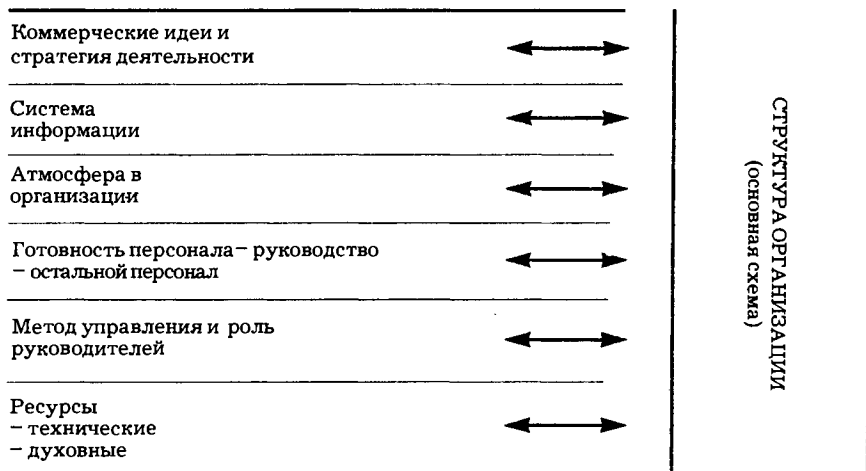 Коммерческие идеи и
стратегия деятельности
Система
информации
Атмосфера в
организации
Готовность персонала – руководство
– остальной персонал
Метод управления и роль
руководителей
Ресурсы
– технические
– духовные
СТРУКТУРА ОРГАНИЗАЦИИ
(основная схема)